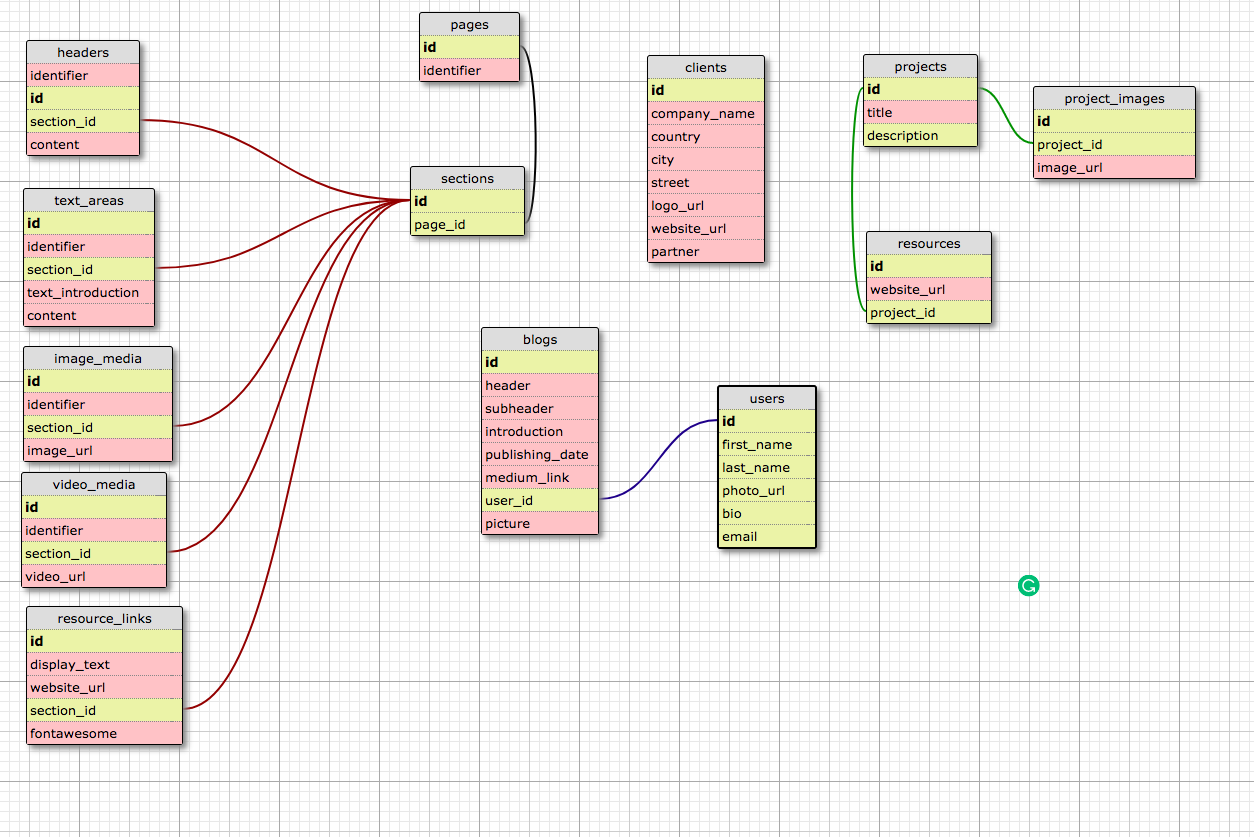 headers
identifier
id
section_id
content
text_areas
id
identifier
section_id
text_introduction
content
image_media
id
identifier
section_id
image_url
video_media
id
identifier
section_id
video_url
resource_links
id
display_text
website_url
section_id
fontawesome
pages
id
identifier
sections
id
page_id
blogs
id
header
subheader
introduction
publishing_date
medium_link
user_id
picture
clients
id
company_name
country
city
street
logo_url
website_url
partner
users
id
first_name
last_name
photo_url
bio
email
projects
id
title
description
resources
id
website_url
project_id
project_images
id
project_id
image_url